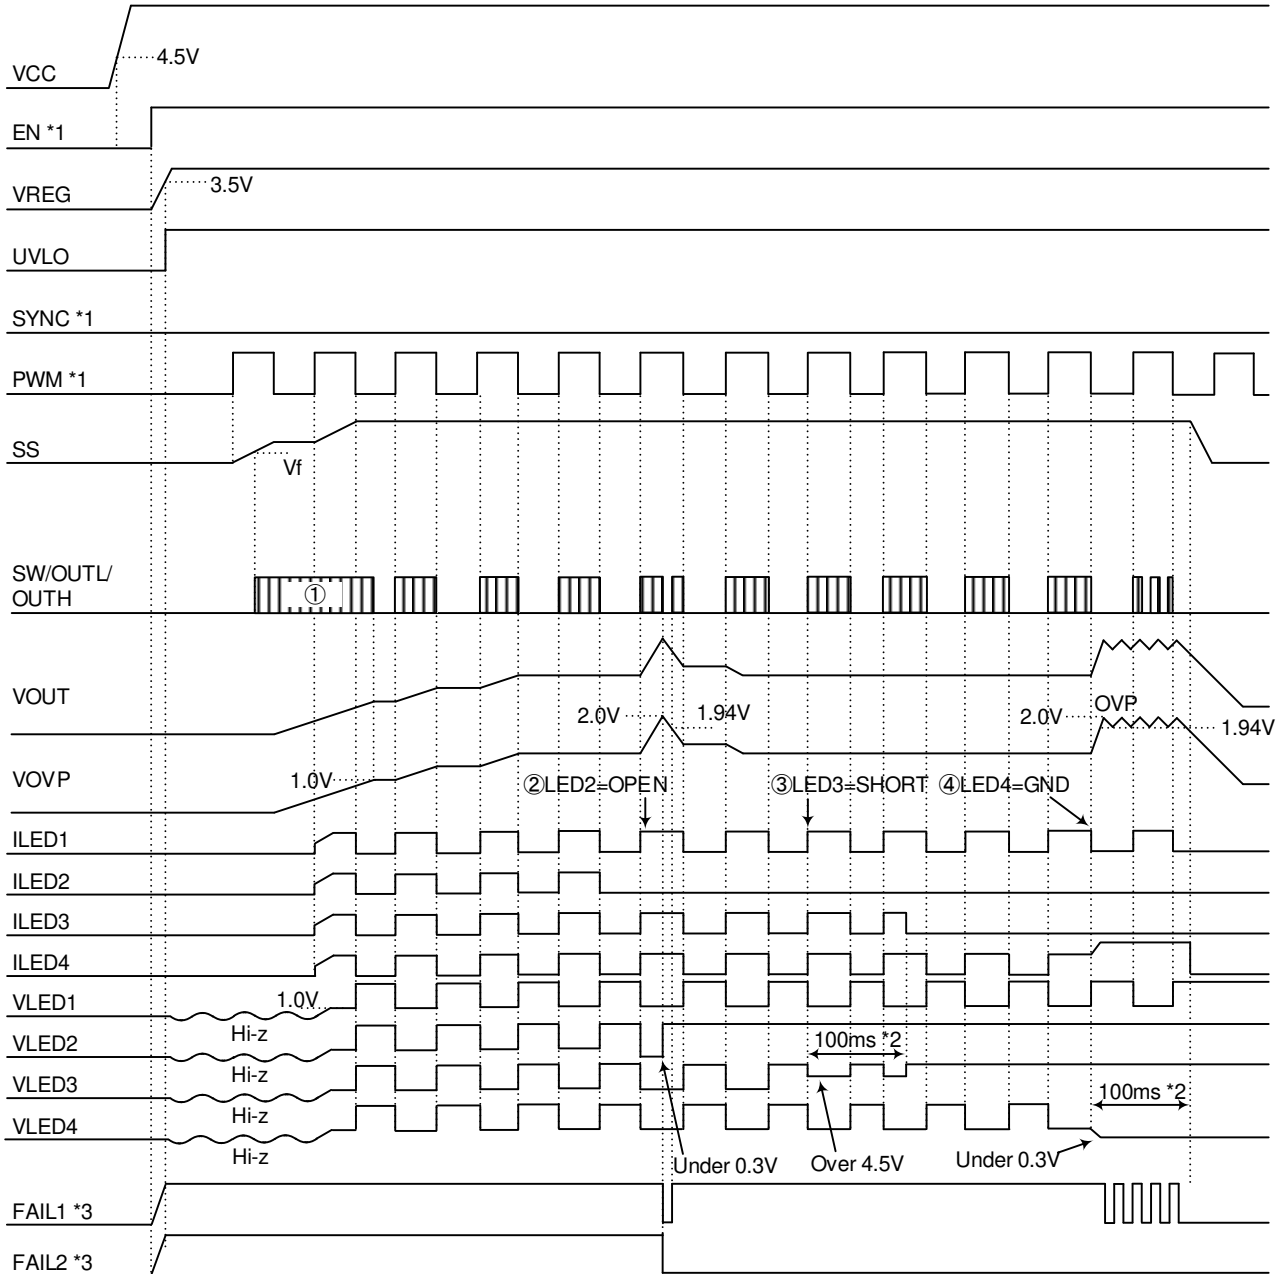 VCC
4.5V
EN *1
VREG
3.5V
UVLO
SYNC *1
PWM *1
SS
Vf
SW/OUTL/
OUTH
①
VOUT
2.0V
1.94V
2.0V
OVP
1.94V
VOVP
1.0V
②LED2=OPEN
③LED3=SHORT
④LED4=GND
ILED1
ILED2
ILED3
ILED4
VLED1
1.0V
Hi-z
VLED2
Hi-z
100ms *2
VLED3
Hi-z
100ms *2
VLED4
Hi-z
Under 0.3V
Over 4.5V
Under 0.3V
FAIL1 *3
FAIL2 *3